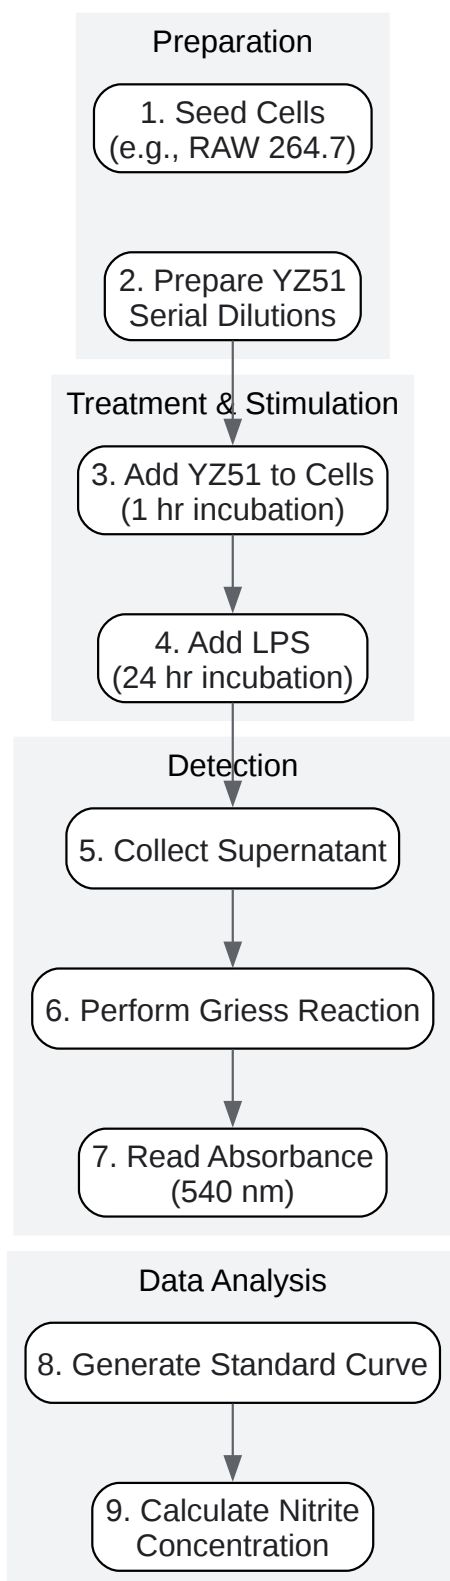 Preparation
1. Seed Cells
(e.g., RAW 264.7)
2. Prepare YZ51
Serial Dilutions
Treatment & Stimulation
3. Add YZ51 to Cells
(1 hr incubation)
4. Add LPS
(24 hr incubation)
Detection
5. Collect Supernatant
6. Perform Griess Reaction
7. Read Absorbance
(540 nm)
Data Analysis
8. Generate Standard Curve
9. Calculate Nitrite
Concentration